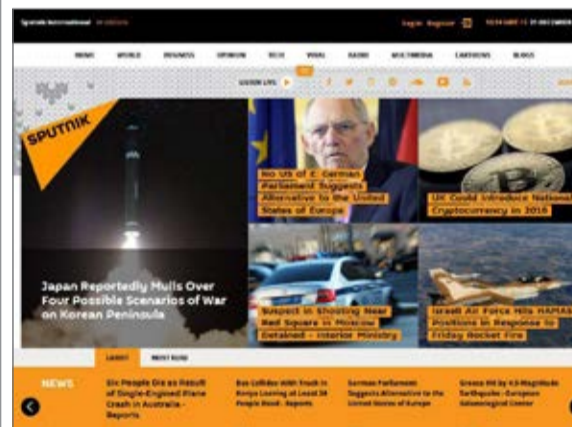 Sputnik International
Log in Register
NEWS WORLD BUSINESS OPINION TECH VIRAL RADIO MULTIMEDIA CARTOONS BLOGS
LISTEN LIVE
SPUTNIK
No US of E: German
Parliament Suggests
Alternative to the United
States of Europe
UK Could Introduce National
Cryptocurrency in 2018
Japan Reportedly Mulls Over
Four Possible Scenarios of War
on Korean Peninsula
Suspect in Shooting Near
Red Square in Moscow
Detained - Interior Ministry
Israeli Air Force Hits HAMAS
Positions in Response to
Friday Rocket Fire
LATEST MOST READ
NEWS
Six People Die as Result
of Single-Engined Plane
Crash in Australia -
Reports
Bus Collides With Truck in
Kenya Leaving at Least 30
People Dead - Reports
German Parliament
Suggests Alternative to the
United States of Europe
Greece Hit by 4.5-Magnitude
Earthquake - European
Seismological Center